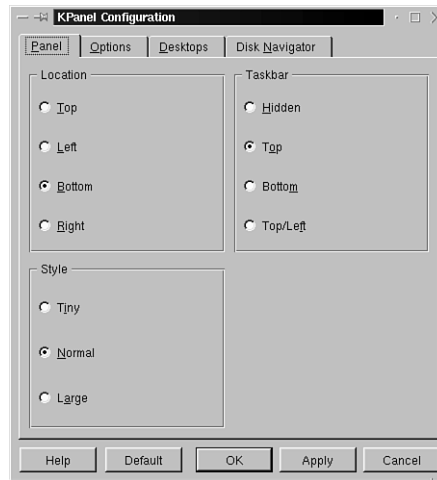 KPanel Configuration
Panel Options Desktops Disk Navigator
Location
Top
Left
Bottom
Right
Taskbar
Hidden
Top
Bottom
Top/Left
Style
Tiny
Normal
Large
Help Default OK Apply Cancel